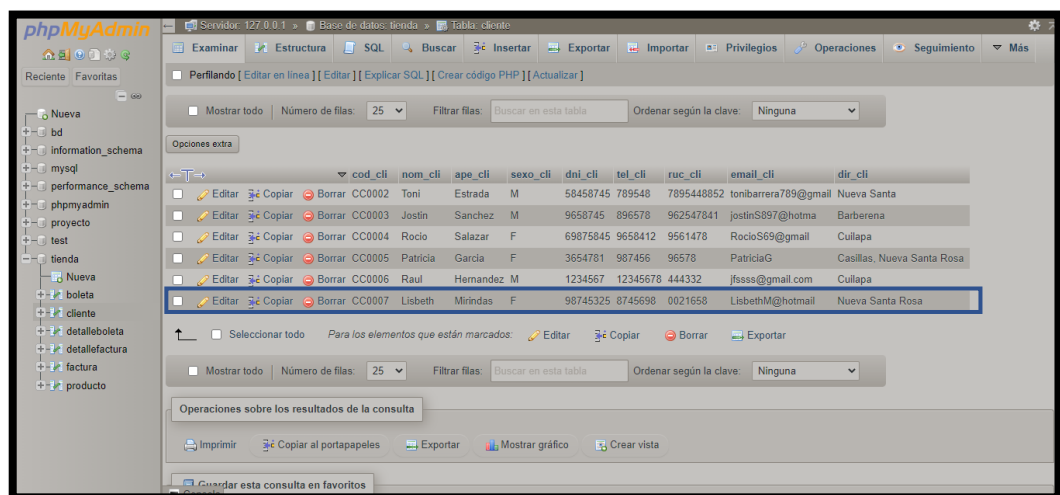 phpMyAdmin
Reciente Favoritas
Nueva
bd
information_schema
mysql
performance_schema
phpmyadmin
proyecto
test
tienda
Nueva
boleta
cliente
detalleboleta
detallefactura
factura
producto
Servidor: 127.0.0.1 » Base de datos: tienda » Tabla: cliente
Examinar Estructura SQL Buscar Insertar Exportar Importar Privilegios Operaciones Seguimiento Más
Perfilando [ Editar en línea ] [ Editar ] [ Explicar SQL ] [ Crear código PHP ] [ Actualizar ]
Mostrar todo | Número de filas: 25 Filtrar filas: Buscar en esta tabla Ordenar según la clave: Ninguna
Opciones extra
cod_cli nom_cli ape_cli sexo_cli dni_cli tel_cli ruc_cli email_cli dir_cli
Editar Copiar Borrar CC0002 Toni Estrada M 58458745 789548 7895448852 tonibarrera789@gmail Nueva Santa
Editar Copiar Borrar CC0003 Jostin Sanchez M 9658745 896578 962547841 jostinS897@hotma Barberena
Editar Copiar Borrar CC0004 Rocio Salazar F 69875845 9658412 9561478 RocioS69@gmail Cuilapa
Editar Copiar Borrar CC0005 Patricia Garcia F 3654781 987456 96578 PatriciaG Casillas, Nueva Santa Rosa
Editar Copiar Borrar CC0006 Raul Hernandez M 1234567 12345678 444332 jfssss@gmail.com Cuilapa
Editar Copiar Borrar CC0007 Lisbeth Mirindas F 98745325 8745698 0021658 LisbethM@hotmail Nueva Santa Rosa
Seleccionar todo Para los elementos que están marcados: Editar Copiar Borrar Exportar
Mostrar todo | Número de filas: 25 Filtrar filas: Buscar en esta tabla Ordenar según la clave: Ninguna
Operaciones sobre los resultados de la consulta
Imprimir Copiar al portapapeles Exportar Mostrar gráfico Crear vista
Guardar esta consulta en favoritos
Consola